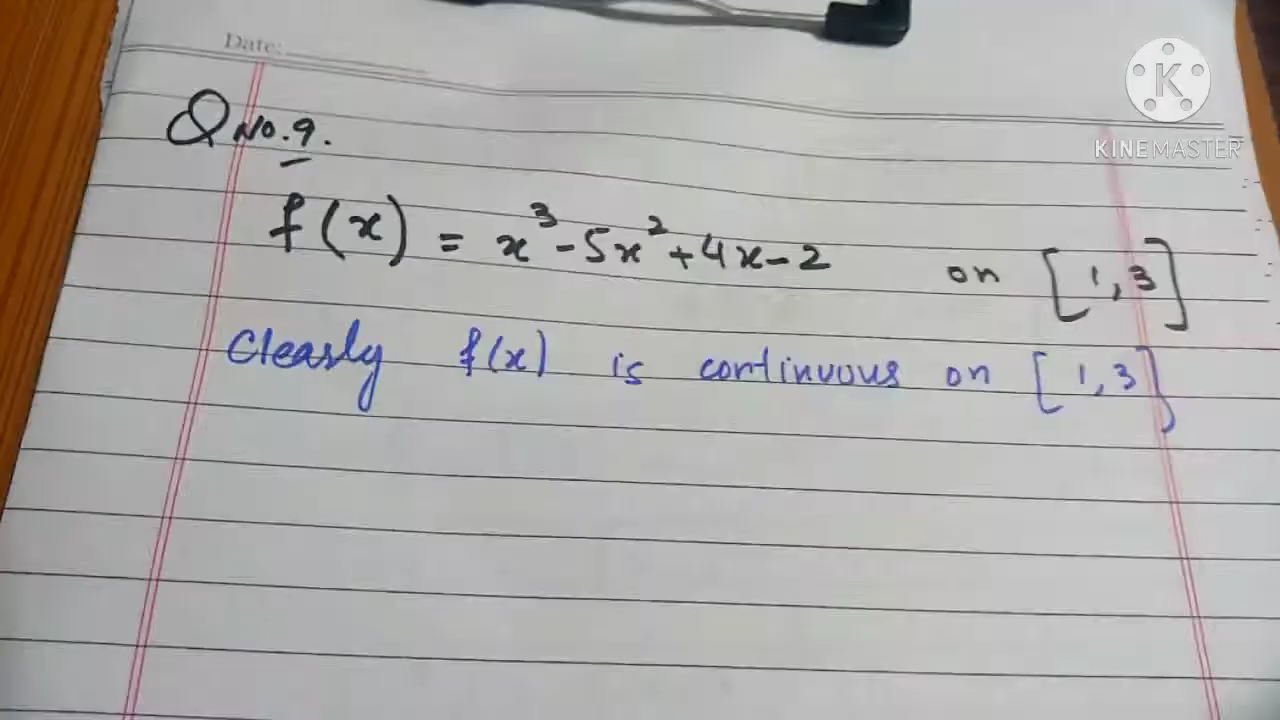 Date:
K
KINEMASTER
Q No. 9.
f(x) = x³ - 5x² + 4x - 2 on [1, 3]
Clearly f(x) is continuous on [1, 3]